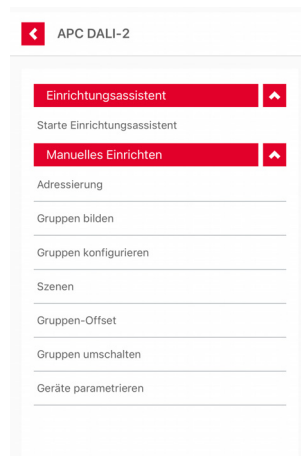 APC DALI-2
Einrichtungsassistent
Starte Einrichtungsassistent
Manuelles Einrichten
Adressierung
Gruppen bilden
Gruppen konfigurieren
Szenen
Gruppen-Offset
Gruppen umschalten
Geräte parametrieren